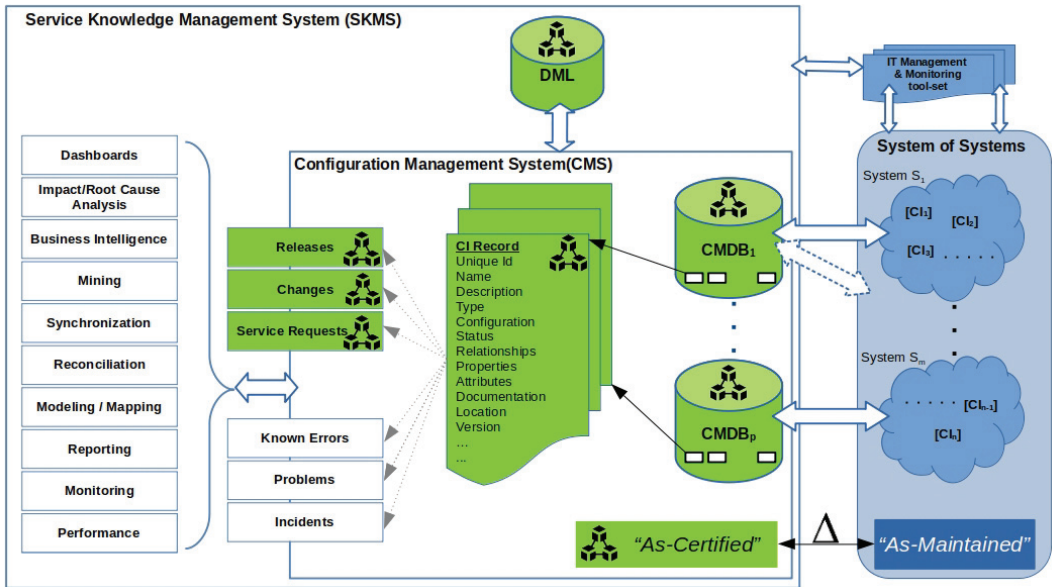 Service Knowledge Management System (SKMS)
DML
IT Management
& Monitoring
tool-set
Dashboards
Impact/Root Cause
Analysis
Business Intelligence
Mining
Synchronization
Reconciliation
Modeling / Mapping
Reporting
Monitoring
Performance
Configuration Management System(CMS)
Releases
Changes
Service Requests
Known Errors
Problems
Incidents
CI Record
Unique Id
Name
Description
Type
Configuration
Status
Relationships
Properties
Attributes
Documentation
Location
Version
...
...
CMDB₁
CMDBₚ
System of Systems
System S₁
[CI₁]
[CI₂]
[CI₃] . . . . .
System Sₘ
. . . . . [CIₙ₋₁]
[CIₙ]
“As-Certified”
Δ
“As-Maintained”